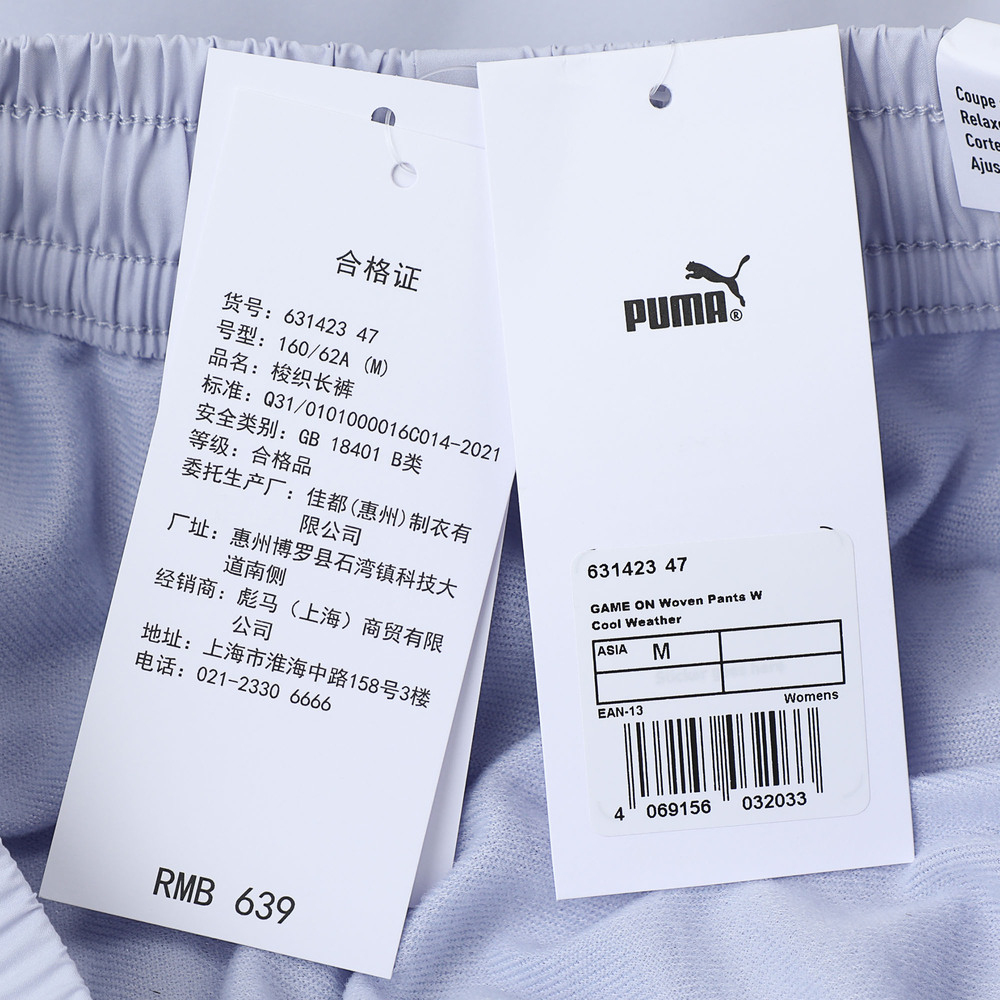 合格证
货号: 631423 47
号型: 160/62A (M)
品名: 梭织长裤
标准: Q31/0101000016C014-2021
安全类别: GB 18401 B类
等级: 合格品
委托生产厂: 佳都(惠州)制衣有
限公司
厂址: 惠州博罗县石湾镇科技大
道南侧
经销商: 彪马（上海）商贸有限
公司
地址: 上海市淮海中路158号3楼
电话: 021-2330 6666
RMB 639
PUMA®
631423 47
GAME ON Woven Pants W
Cool Weather
ASIA M
EAN-13 Womens
4 069156 032033
Coupe